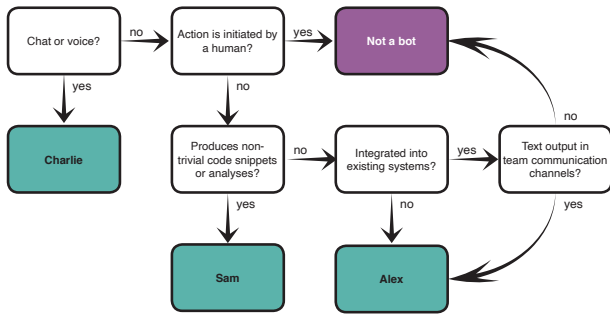 Chat or voice?
no
Action is initiated by
a human?
yes
Not a bot
yes
no
no
Charlie
Produces non-
trivial code snippets
or analyses?
no
Integrated into
existing systems?
yes
Text output in
team communication
channels?
yes
no
yes
Sam
Alex